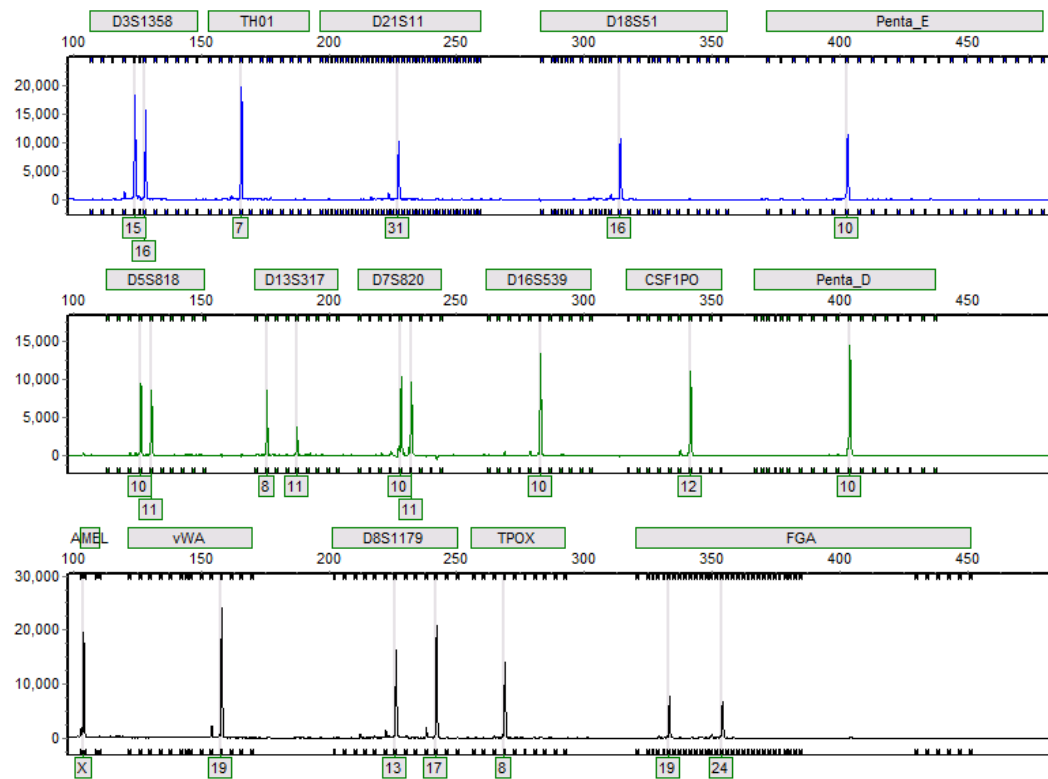 D3S1358 TH01 D21S11 D18S51 Penta_E
100 150 200 250 300 350 400 450
20,000
15,000
10,000
5,000
0
15 7 31 16 10
16
D5S818 D13S317 D7S820 D16S539 CSF1PO Penta_D
100 150 200 250 300 350 400 450
15,000
10,000
5,000
0
10 8 11 10 10 12 10
11 11
AMEL vWA D8S1179 TPOX FGA
100 150 200 250 300 350 400 450
30,000
20,000
10,000
0
X 19 13 17 8 19 24